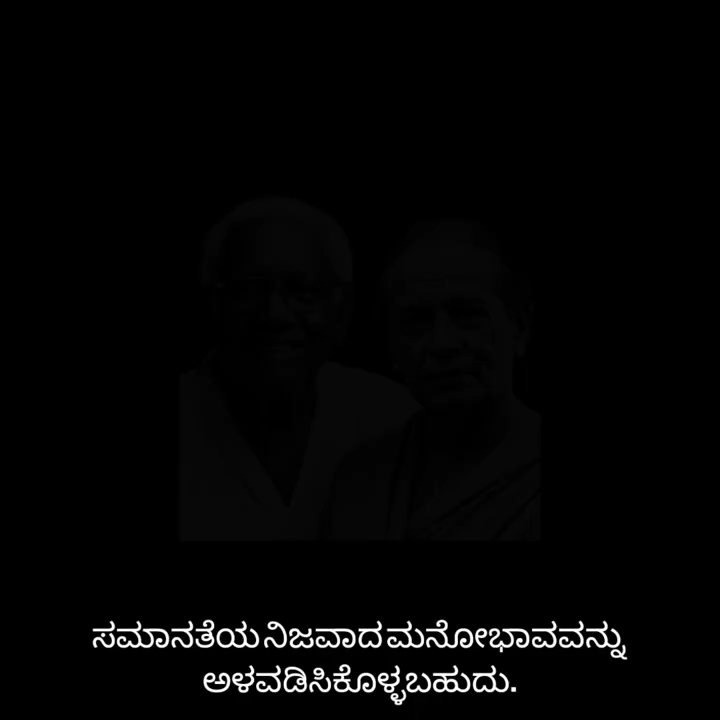 ಸಮಾನತೆಯ ನಿಜವಾದ ಮನೋಭಾವವನ್ನು
ಅಳವಡಿಸಿಕೊಳ್ಳಬಹುದು.